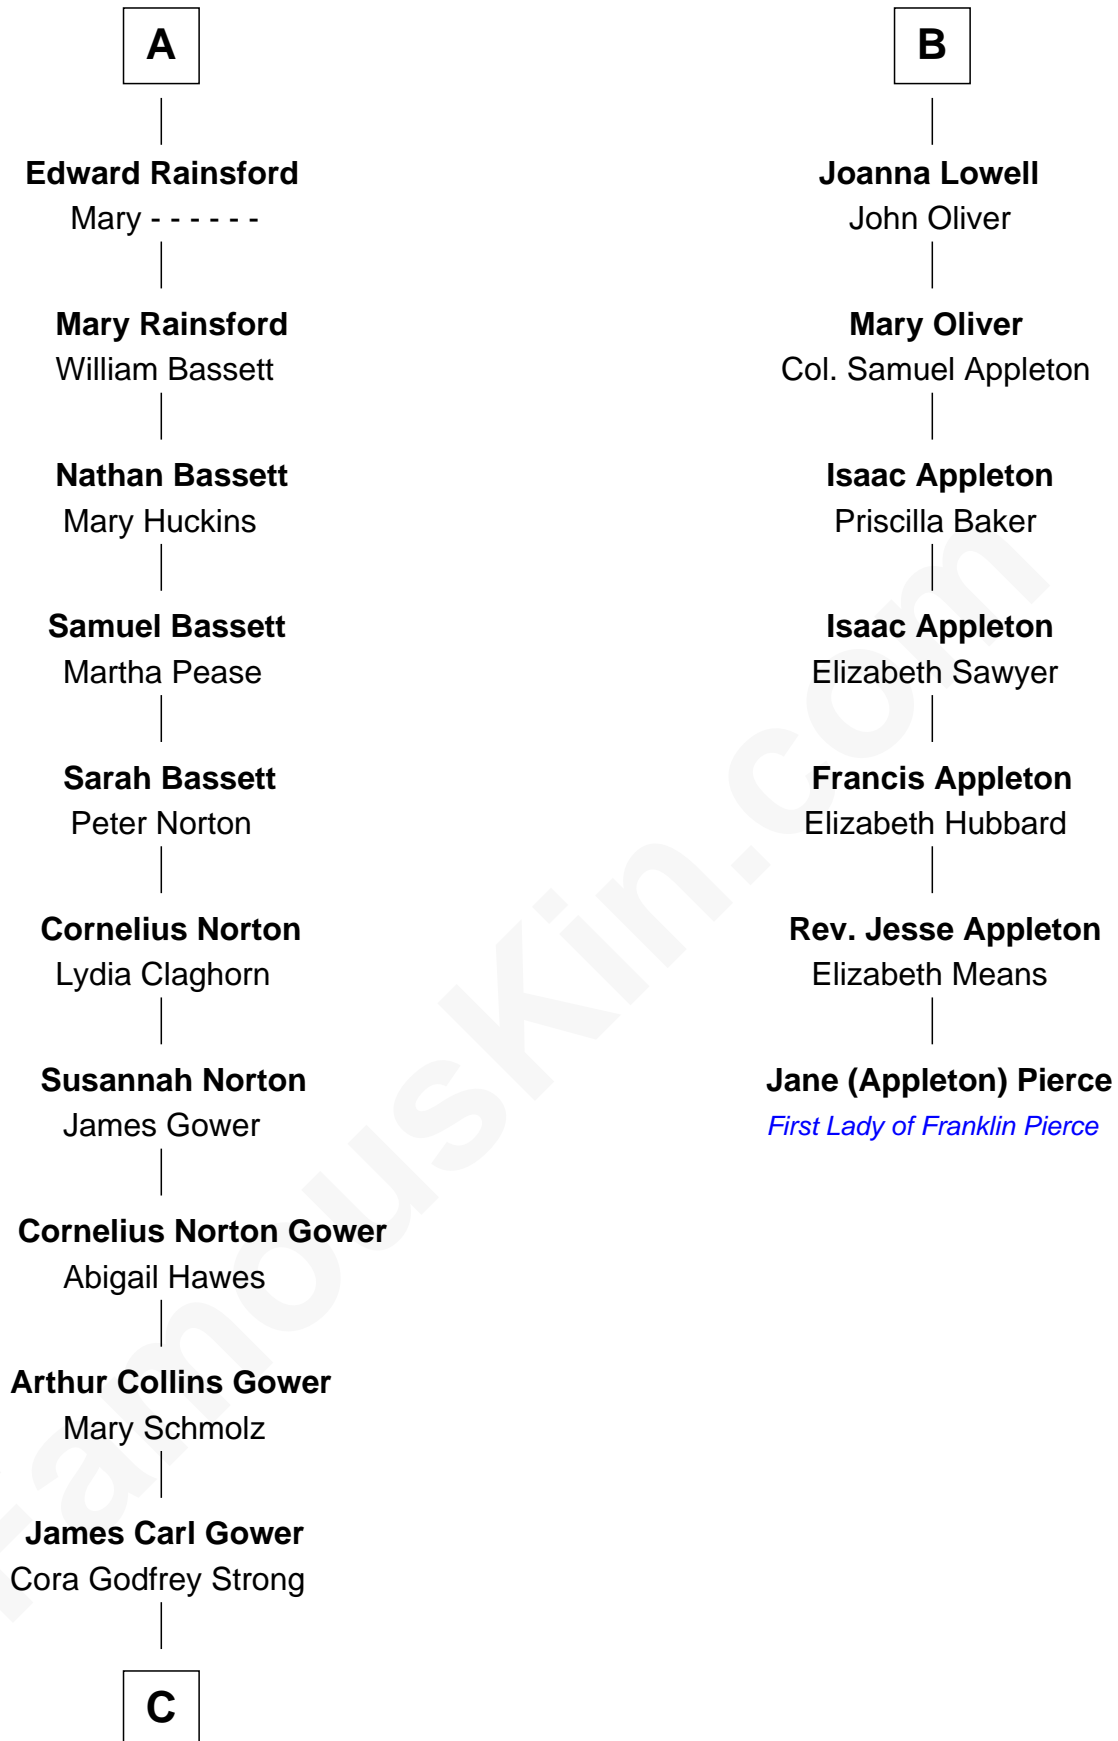 A
Edward Rainsford
Mary - - - - - -
Mary Rainsford
William Bassett
Nathan Bassett
Mary Huckins
Samuel Bassett
Martha Pease
Sarah Bassett
Peter Norton
Cornelius Norton
Lydia Claghorn
Susannah Norton
James Gower
Cornelius Norton Gower
Abigail Hawes
Arthur Collins Gower
Mary Schmolz
James Carl Gower
Cora Godfrey Strong
C
B
Joanna Lowell
John Oliver
Mary Oliver
Col. Samuel Appleton
Isaac Appleton
Priscilla Baker
Isaac Appleton
Elizabeth Sawyer
Francis Appleton
Elizabeth Hubbard
Rev. Jesse Appleton
Elizabeth Means
Jane (Appleton) Pierce
First Lady of Franklin Pierce
FamousKin.com